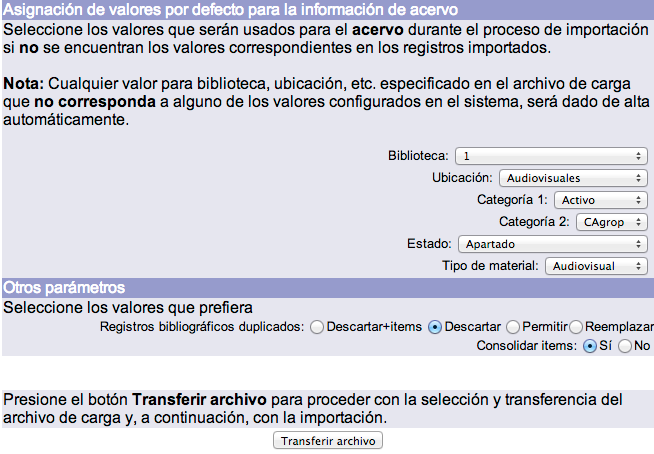 Asignación de valores por defecto para la información de acervo
Seleccione los valores que serán usados para el acervo durante el proceso de importación
si no se encuentran los valores correspondientes en los registros importados.
Nota: Cualquier valor para biblioteca, ubicación, etc. especificado en el archivo de carga
que no corresponda a alguno de los valores configurados en el sistema, será dado de alta
automáticamente.
Biblioteca: 1
Ubicación: Audiovisuales
Categoría 1: Activo
Categoría 2: CAgrop
Estado: Apartado
Tipo de material: Audiovisual
Otros parámetros
Seleccione los valores que prefiera
Registros bibliográficos duplicados: Descartar+items Descartar Permitir Reemplazar
Consolidar items: Sí No
Presione el botón Transferir archivo para proceder con la selección y transferencia del
archivo de carga y, a continuación, con la importación.
Transferir archivo